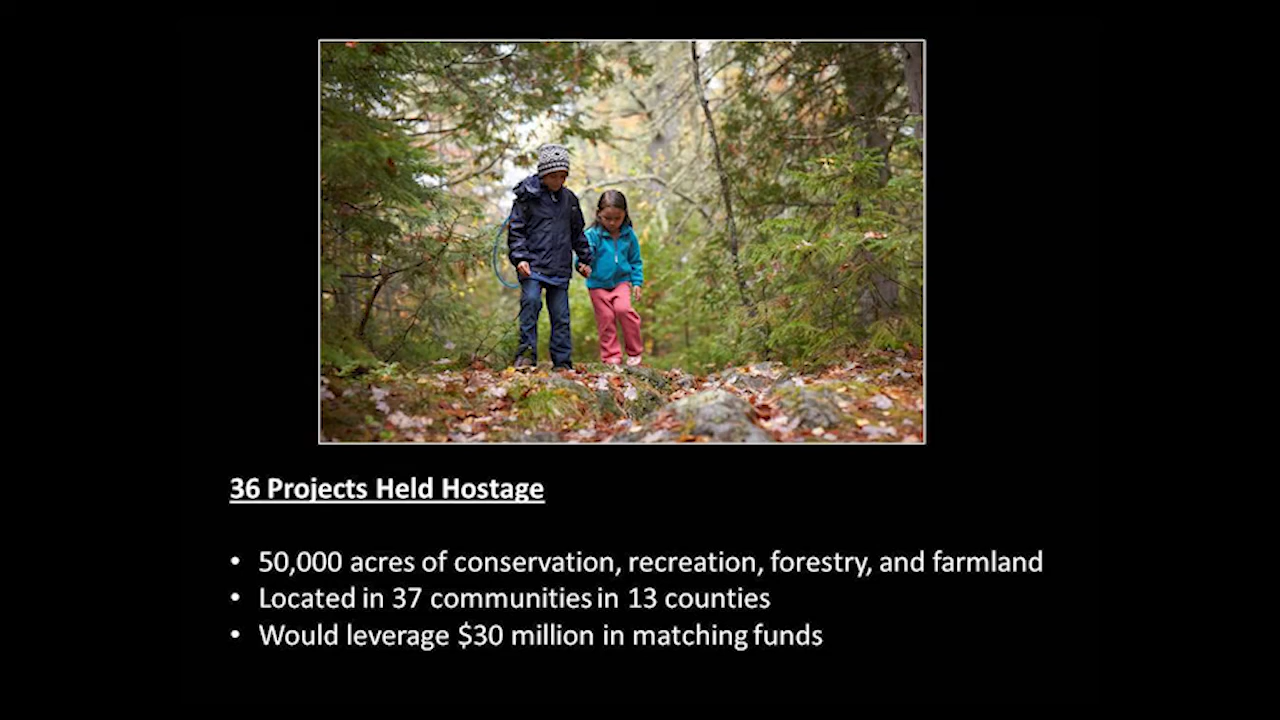 36 Projects Held Hostage
• 50,000 acres of conservation, recreation, forestry, and farmland
• Located in 37 communities in 13 counties
• Would leverage $30 million in matching funds